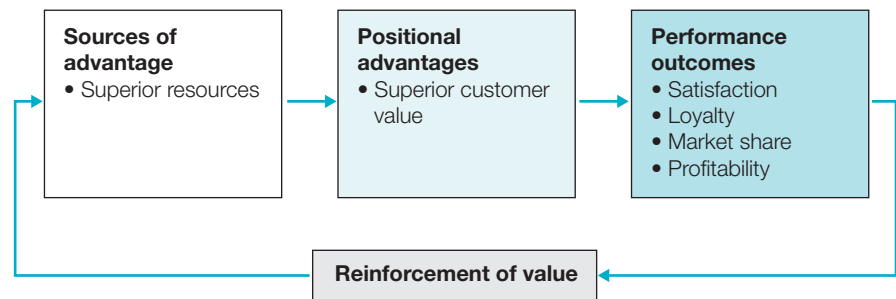 Sources of
advantage
• Superior resources
Positional
advantages
• Superior customer
value
Performance
outcomes
• Satisfaction
• Loyalty
• Market share
• Profitability
Reinforcement of value